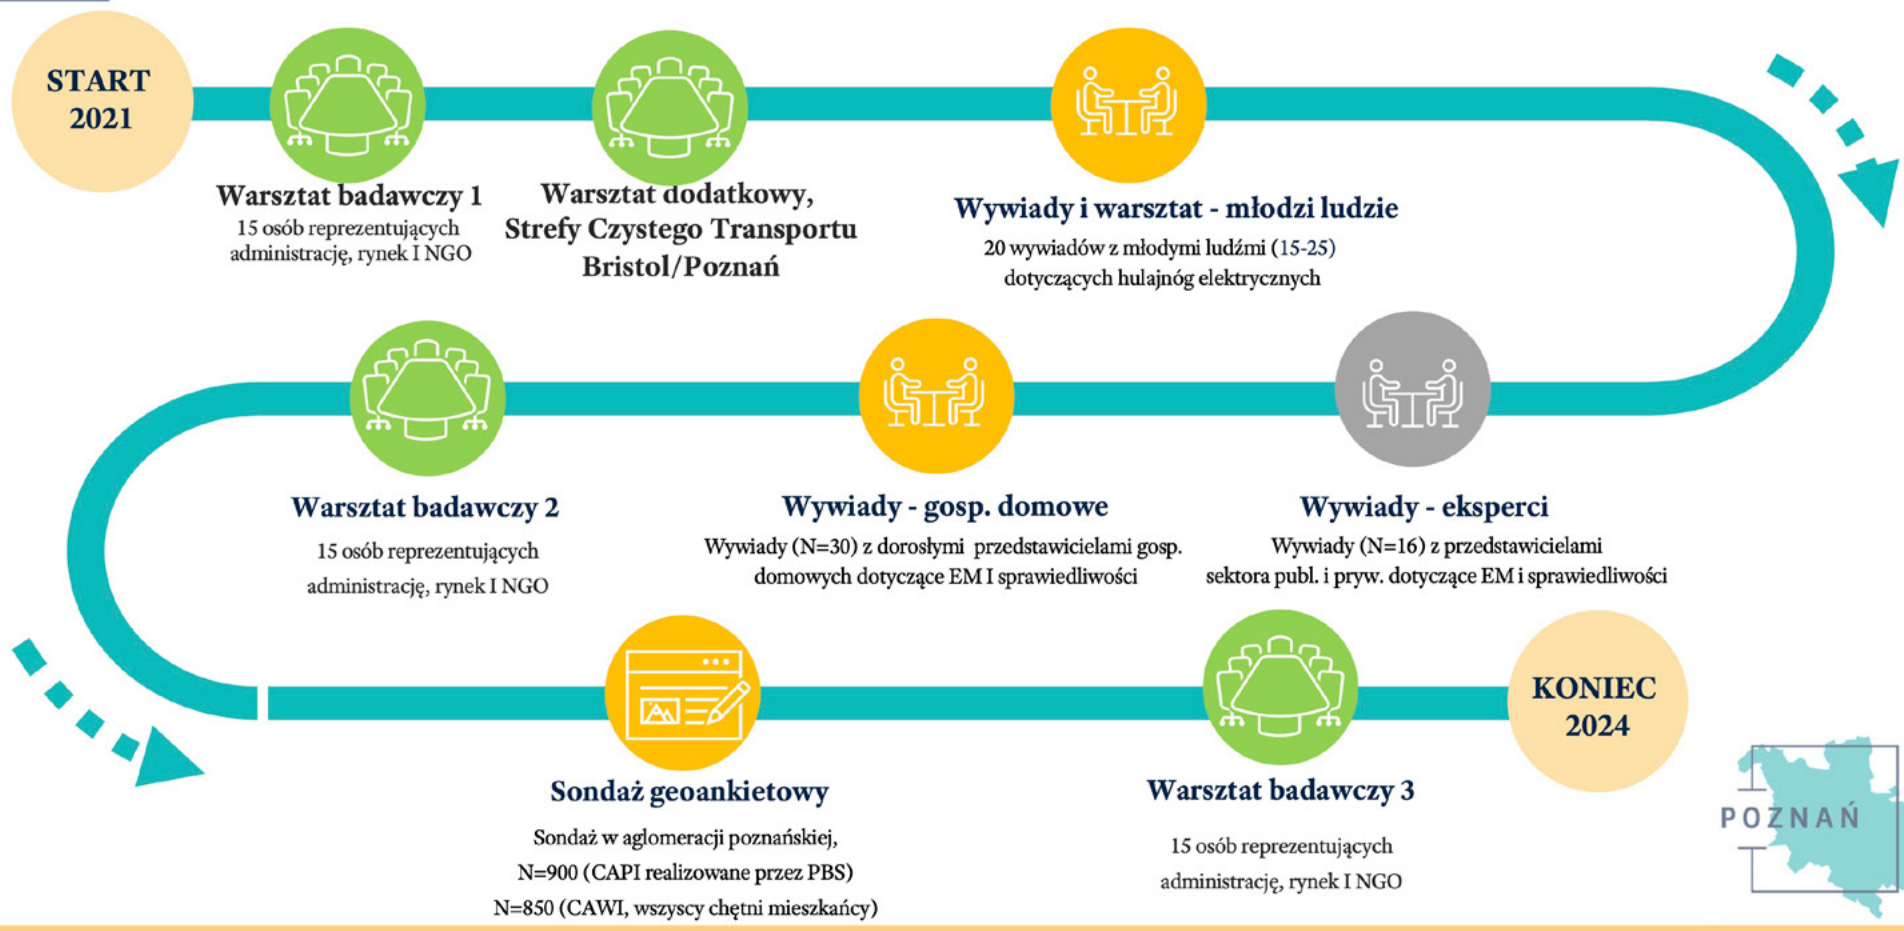 START
2021
Warsztat badawczy 1
15 osób reprezentujących
administrację, rynek I NGO
Warsztat dodatkowy,
Strefy Czystego Transportu
Bristol/Poznań
Wywiady i warsztat - młodzi ludzie
20 wywiadów z młodymi ludźmi (15-25)
dotyczących hulajnóg elektrycznych
Warsztat badawczy 2
15 osób reprezentujących
administrację, rynek I NGO
Wywiady - gosp. domowe
Wywiady (N=30) z dorosłymi przedstawicielami gosp.
domowych dotyczące EM I sprawiedliwości
Wywiady - eksperci
Wywiady (N=16) z przedstawicielami
sektora publ. i pryw. dotyczące EM i sprawiedliwości
Sondaż geoankietowy
Sondaż w aglomeracji poznańskiej,
N=900 (CAPI realizowane przez PBS)
N=850 (CAWI, wszyscy chętni mieszkańcy)
Warsztat badawczy 3
15 osób reprezentujących
administrację, rynek I NGO
KONIEC
2024
POZNAŃ